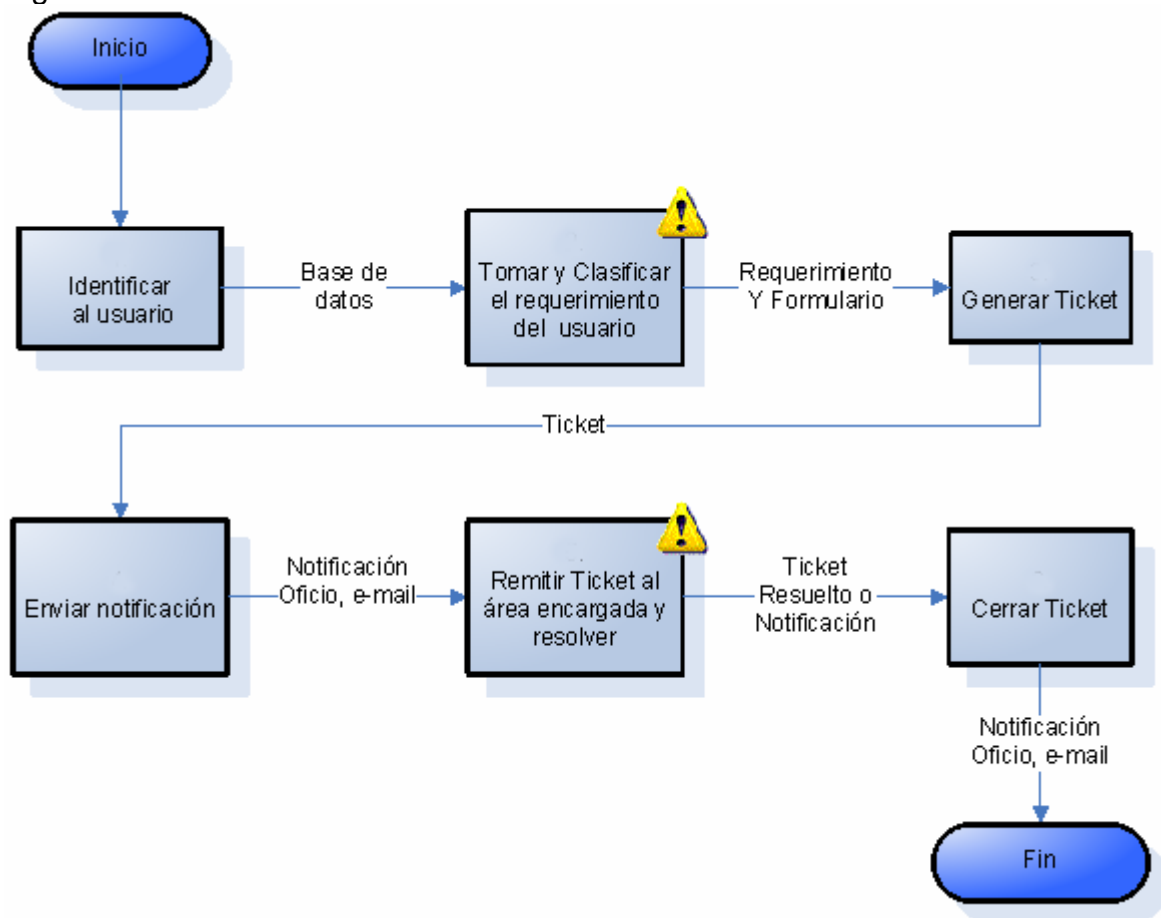 Inicio
Identificar
al usuario
Base de
datos
Tomar y Clasificar
el requerimiento
del usuario
Requerimiento
Y Formulario
Generar Ticket
Ticket
Enviar notificación
Notificación
Oficio, e-mail
Remitir Ticket al
área encargada y
resolver
Ticket
Resuelto o
Notificación
Cerrar Ticket
Notificación
Oficio, e-mail
Fin